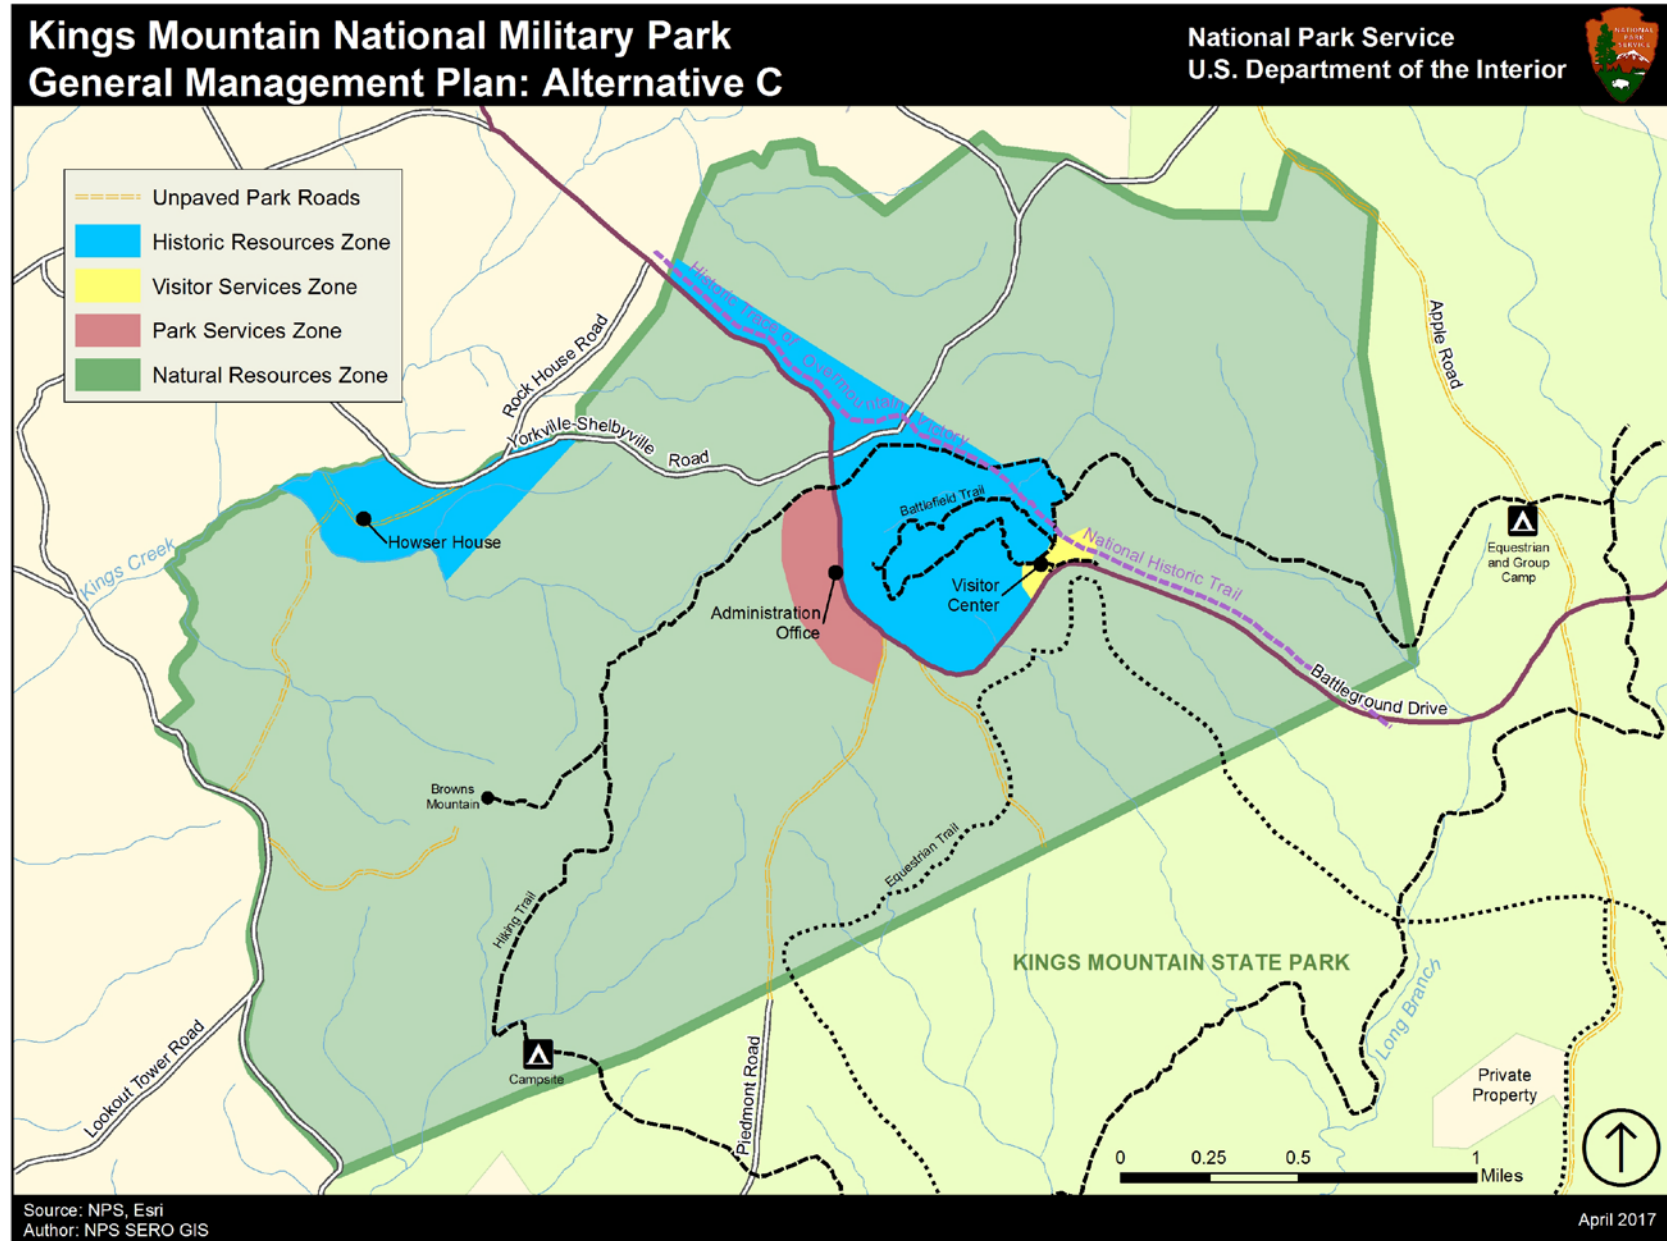 Kings Mountain National Military Park
General Management Plan: Alternative C
National Park Service
U.S. Department of the Interior
NATIONAL
PARK
SERVICE
Unpaved Park Roads
Historic Resources Zone
Visitor Services Zone
Park Services Zone
Natural Resources Zone
Rock House Road
Yorkville-Shelbyville
Road
Historic Trace of Overmountain Victory
National Historic Trail
Apple Road
Kings Creek
Howser House
Battlefield Trail
Visitor
Center
Administration
Office
Equestrian
and Group
Camp
Battleground Drive
Browns
Mountain
Equestrian Trail
Hiking Trail
KINGS MOUNTAIN STATE PARK
Long Branch
Lookout Tower Road
Campsite
Piedmont Road
Private
Property
0 0.25 0.5 1
Miles
Source: NPS, Esri
Author: NPS SERO GIS
April 2017